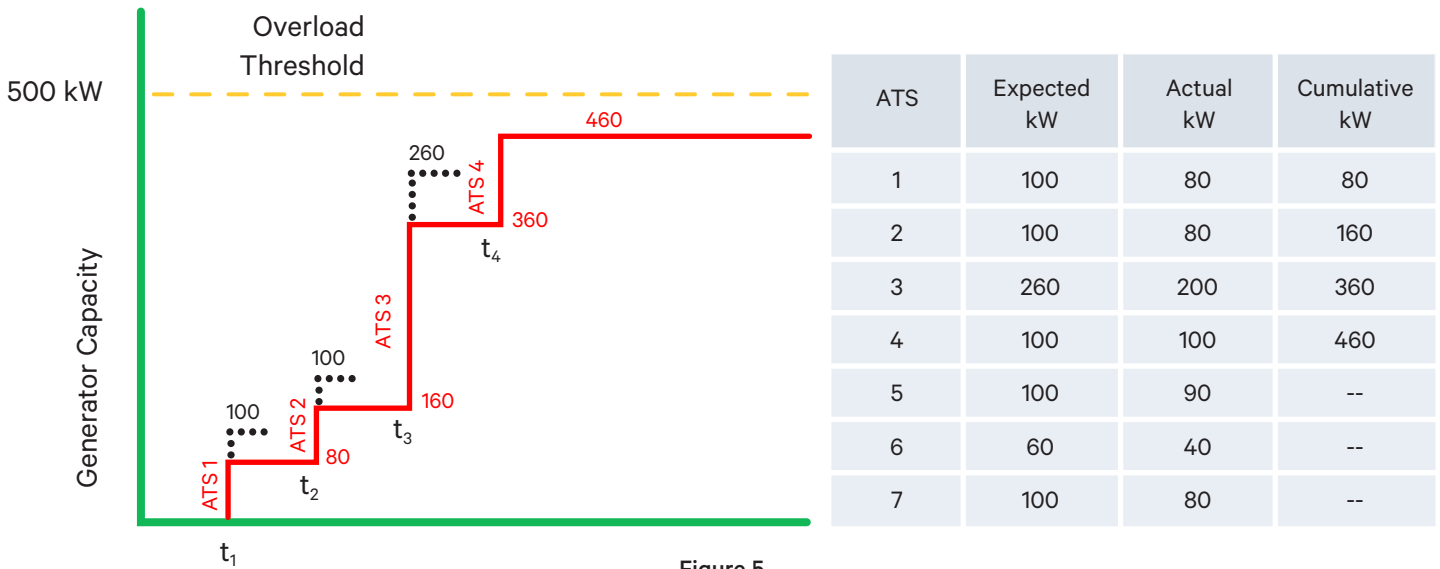 Overload
Threshold
500 kW
Generator Capacity
460
260
ATS 4
360
t₄
ATS 3
100
160
t₃
100
ATS 2
80
t₂
ATS 1
t₁
ATS Expected kW Actual kW Cumulative kW
1 100 80 80
2 100 80 160
3 260 200 360
4 100 100 460
5 100 90 --
6 60 40 --
7 100 80 --
Figure 5